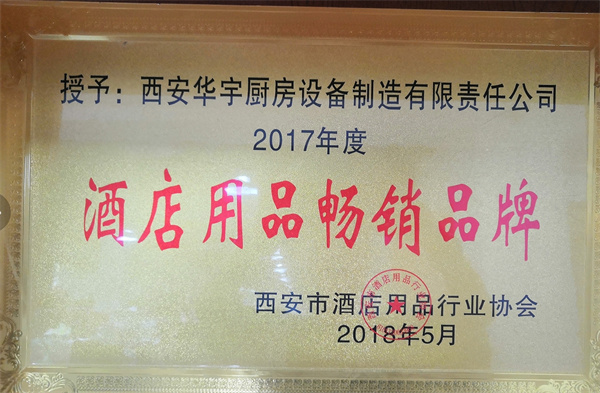 授予：西安华宇厨房设备制造有限责任公司
2017年度
酒店用品畅销品牌
西安市酒店用品行业协会
2018年5月